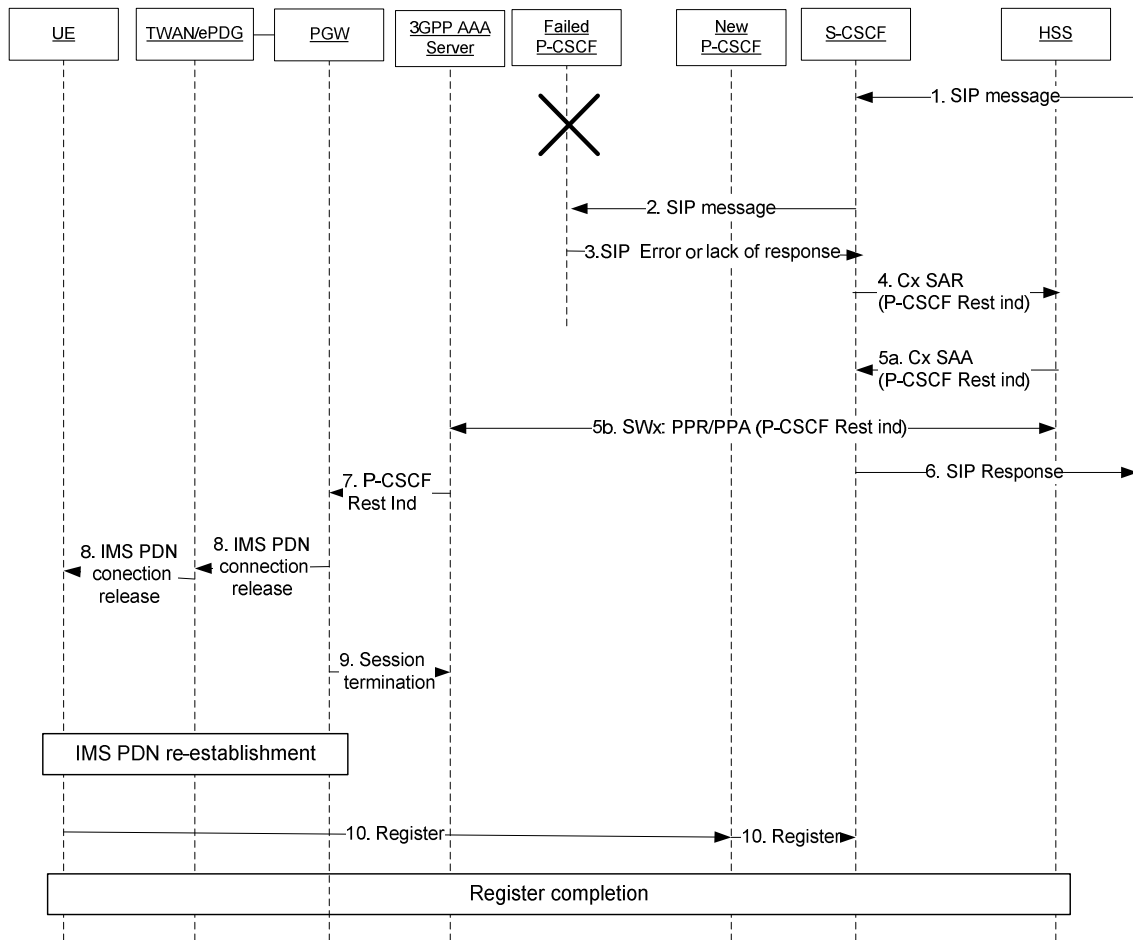 UE
TWAN/ePDG
PGW
3GPP AAA
Server
Failed
P-CSCF
New
P-CSCF
S-CSCF
HSS
1. SIP message
2. SIP message
3.SIP Error or lack of response
4. Cx SAR
(P-CSCF Rest ind)
5a. Cx SAA
(P-CSCF Rest ind)
5b. SWx: PPR/PPA (P-CSCF Rest ind)
6. SIP Response
7. P-CSCF
Rest Ind
8. IMS PDN
connection
release
8. IMS PDN
conection
release
9. Session
termination
IMS PDN re-establishment
10. Register
10. Register
Register completion